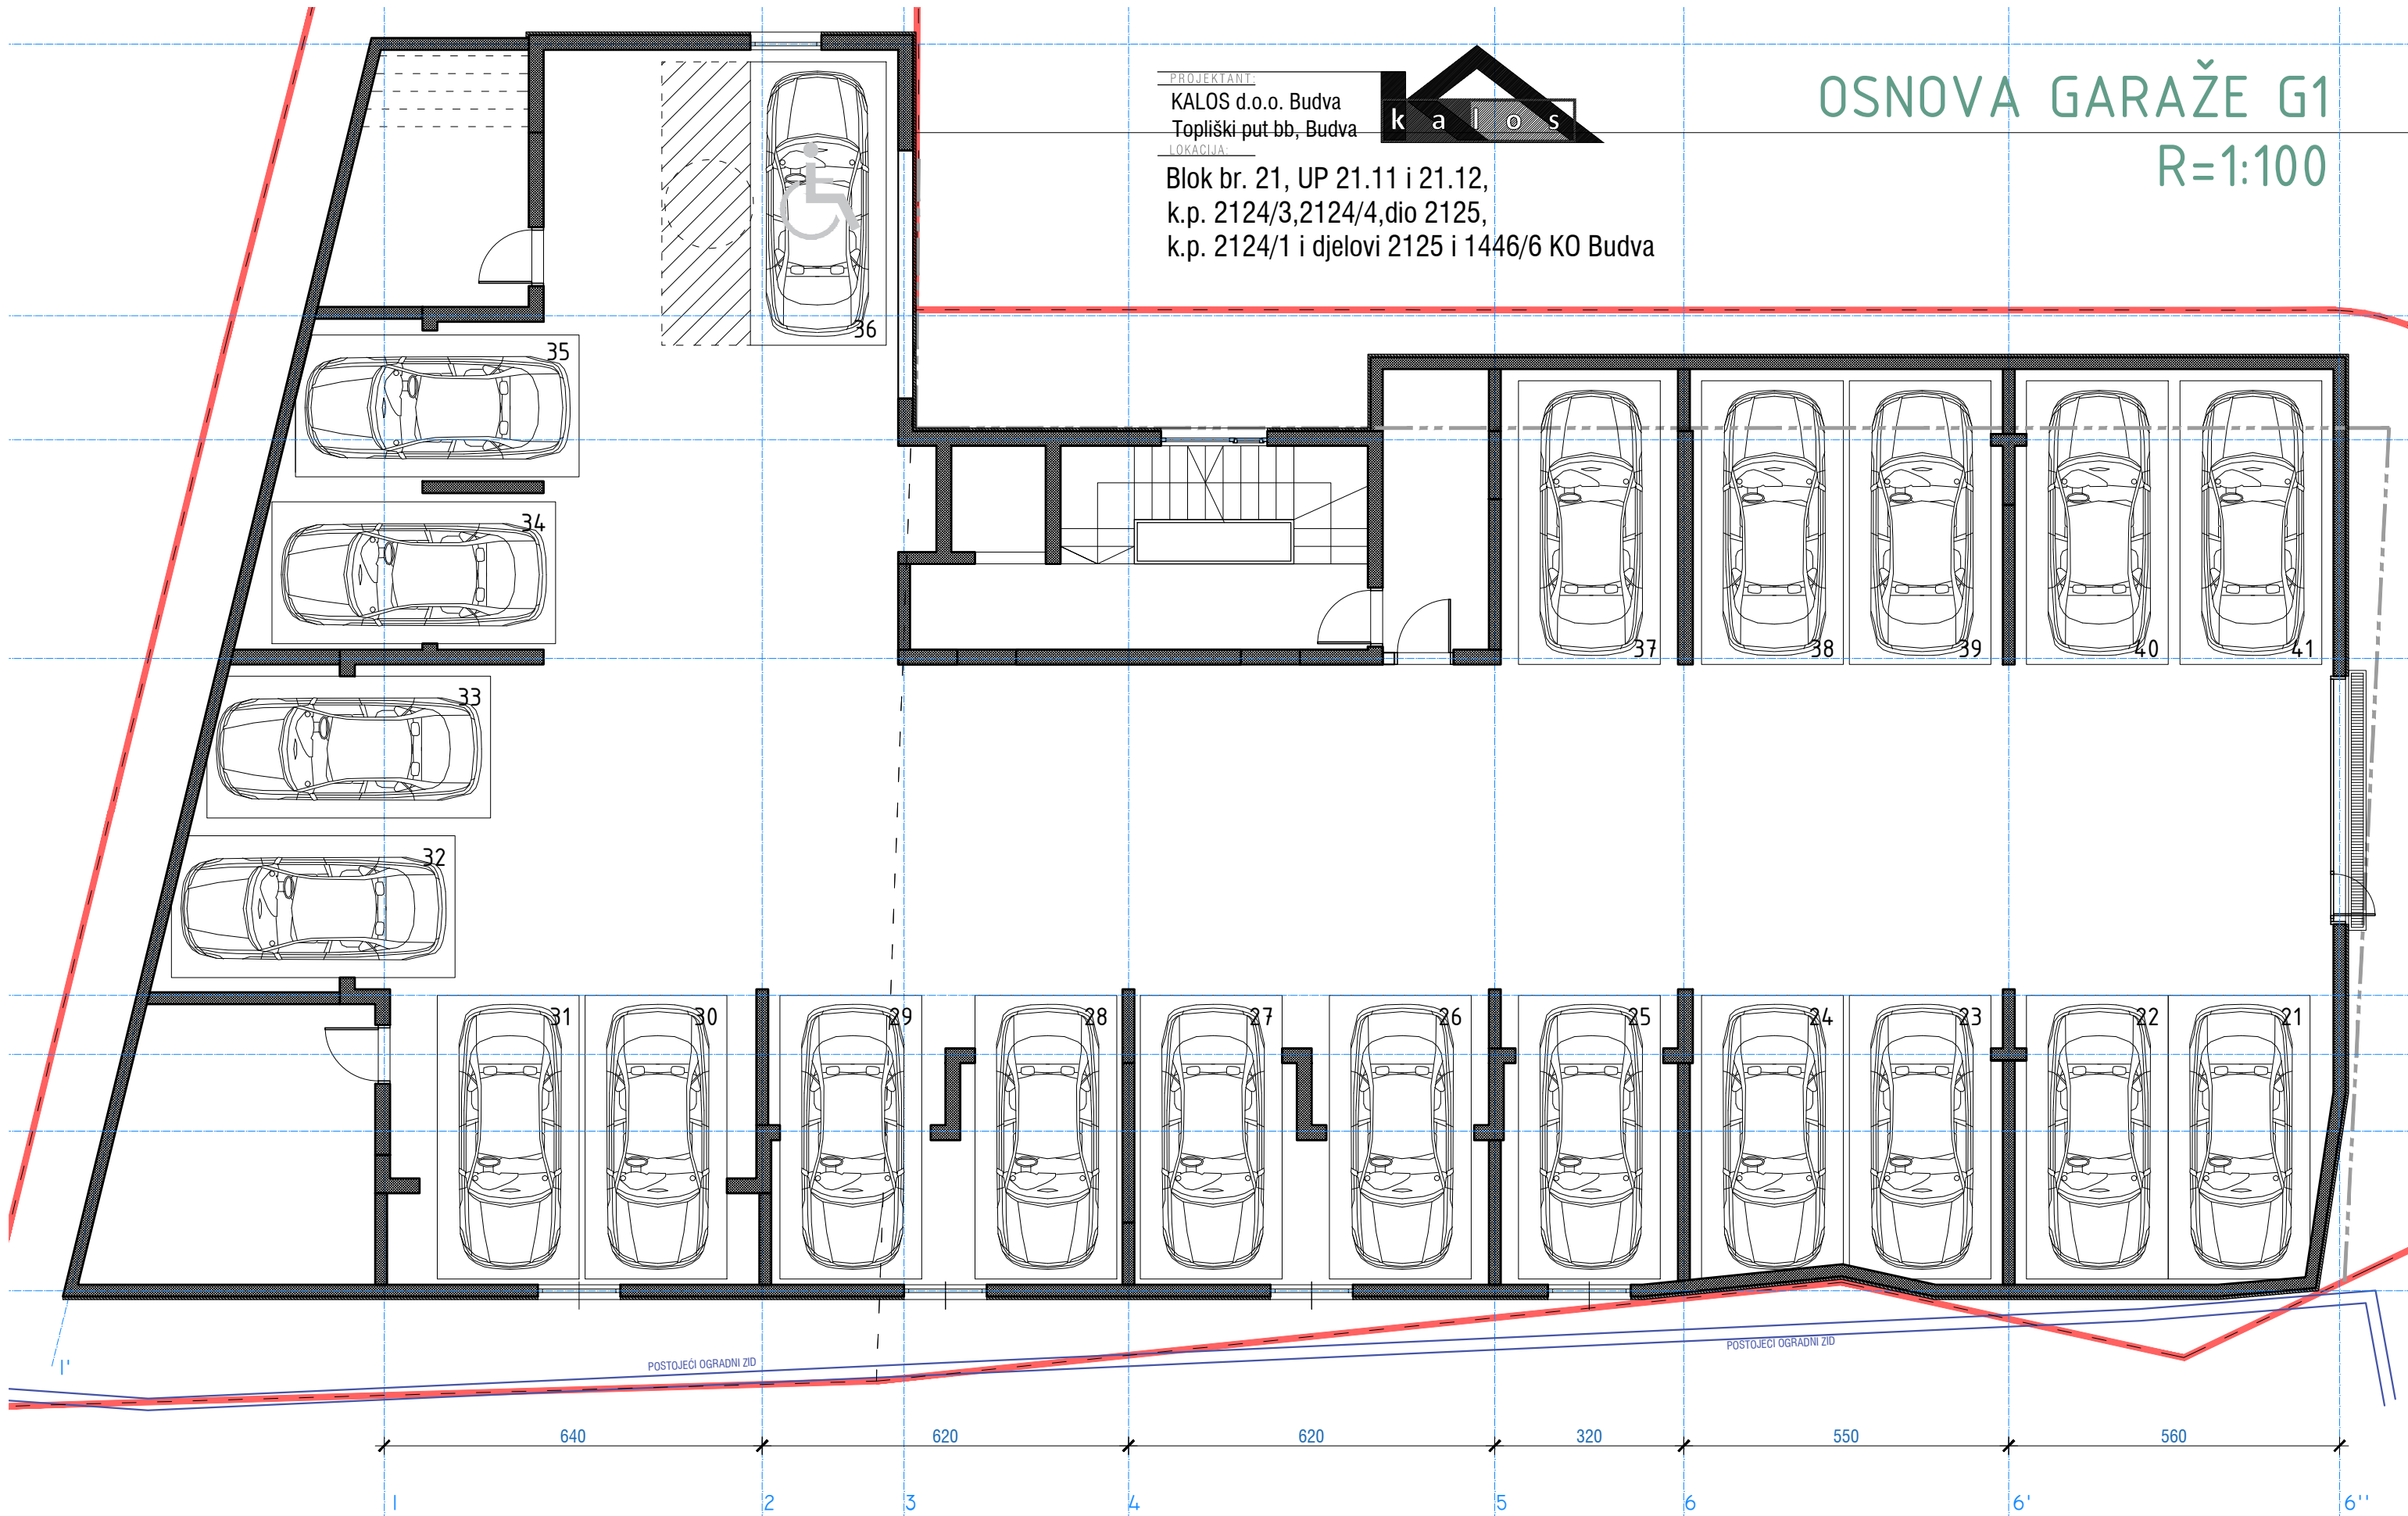 PROJEKTANT:
KALOS d.o.o. Budva
Topliški put bb, Budva
kalos
LOKACIJA:
Blok br. 21, UP 21.11 i 21.12,
k.p. 2124/3,2124/4,dio 2125,
k.p. 2124/1 i djelovi 2125 i 1446/6 KO Budva
OSNOVA GARAŽE G1
R=1:100
36
35
34
33
32
37
38
39
40
41
31
30
29
28
27
26
25
24
23
22
21
I'
POSTOJEĆI OGRADNI ZID
POSTOJEĆI OGRADNI ZID
640
620
620
320
550
560
1
2
3
4
5
6
6'
6''